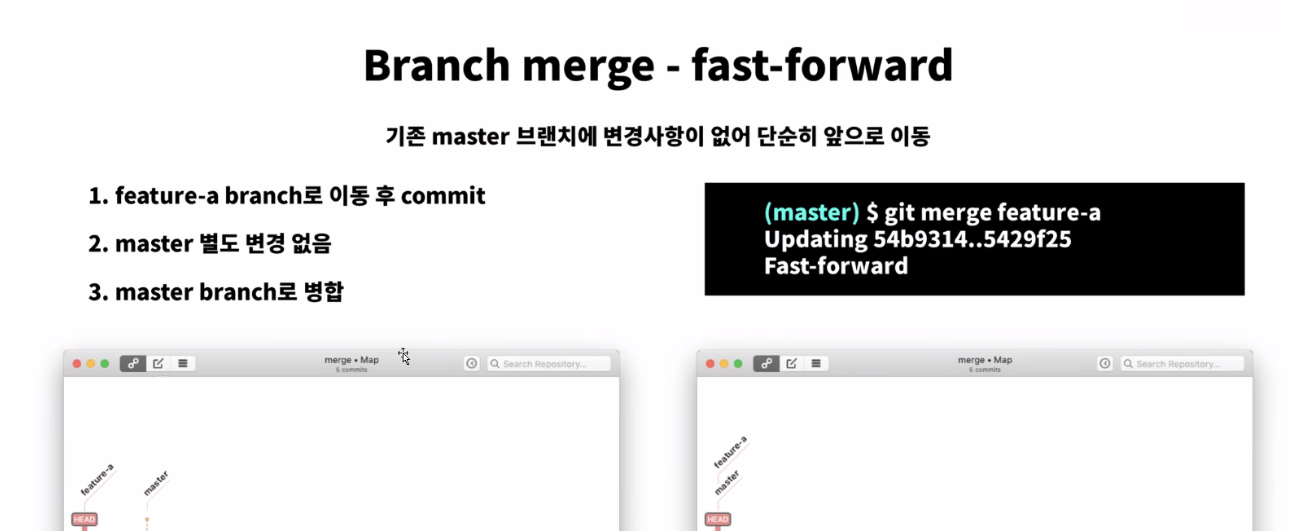 Branch merge - fast-forward
기존 master 브랜치에 변경사항이 없어 단순히 앞으로 이동
1. feature-a branch로 이동 후 commit
2. master 별도 변경 없음
3. master branch로 병합
(master) $ git merge feature-a
Updating 54b9314..5429f25
Fast-forward
merge • Map
5 commits
Search Repository...
feature-a
master
HEAD
merge • Map
5 commits
Search Repository...
feature-a
master
HEAD